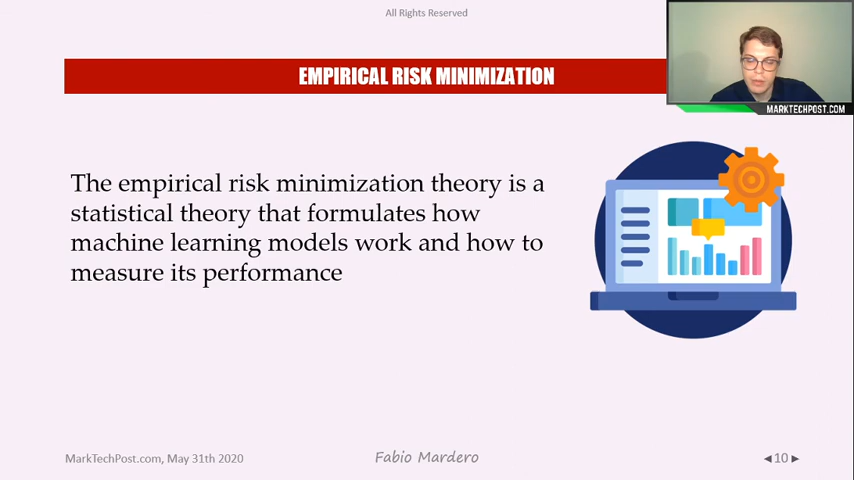 All Rights Reserved
EMPIRICAL RISK MINIMIZATION
MARKTECHPOST.COM
The empirical risk minimization theory is a
statistical theory that formulates how
machine learning models work and how to
measure its performance
MarkTechPost.com, May 31th 2020
Fabio Mardero
◄10►